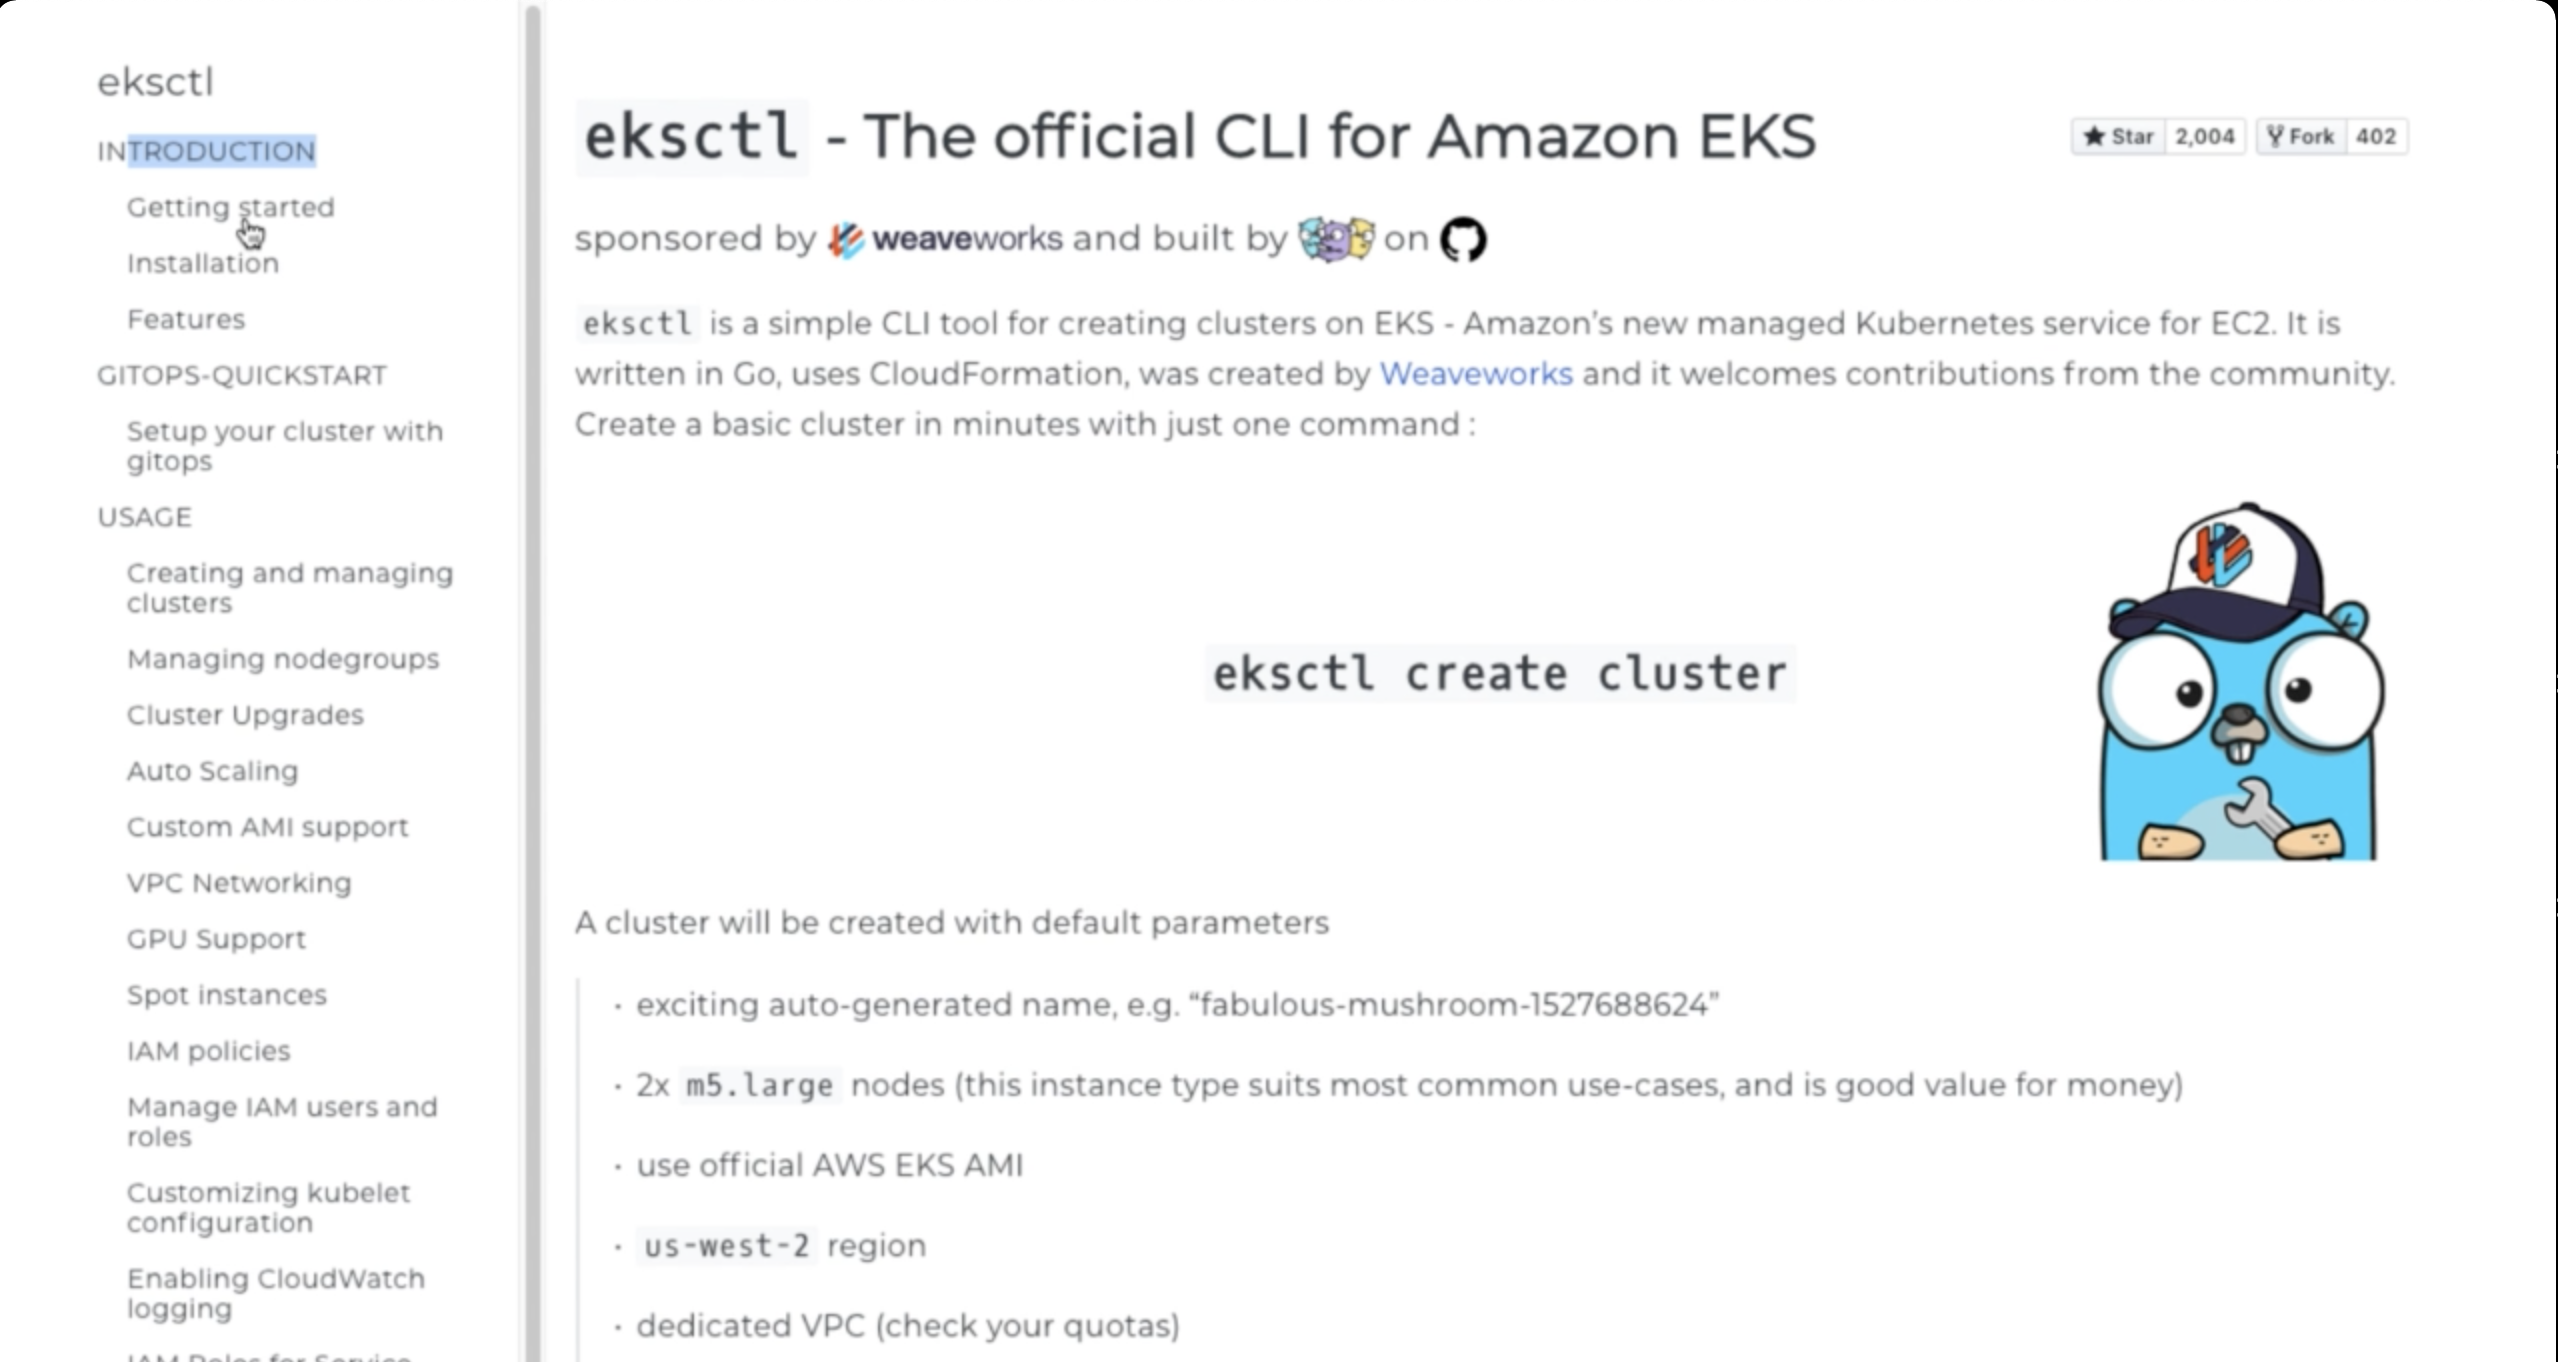 eksctl
INTRODUCTION
Getting started
Installation
Features
GITOPS-QUICKSTART
Setup your cluster with
gitops
USAGE
Creating and managing
clusters
Managing nodegroups
Cluster Upgrades
Auto Scaling
Custom AMI support
VPC Networking
GPU Support
Spot instances
IAM policies
Manage IAM users and
roles
Customizing kubelet
configuration
Enabling CloudWatch
logging
IAM Roles for Service
eksctl - The official CLI for Amazon EKS
Star 2,004 Fork 402
sponsored by weaveworks and built by on
eksctl is a simple CLI tool for creating clusters on EKS - Amazon’s new managed Kubernetes service for EC2. It is
written in Go, uses CloudFormation, was created by Weaveworks and it welcomes contributions from the community.
Create a basic cluster in minutes with just one command :
eksctl create cluster
A cluster will be created with default parameters
· exciting auto-generated name, e.g. “fabulous-mushroom-1527688624”
· 2x m5.large nodes (this instance type suits most common use-cases, and is good value for money)
· use official AWS EKS AMI
· us-west-2 region
· dedicated VPC (check your quotas)